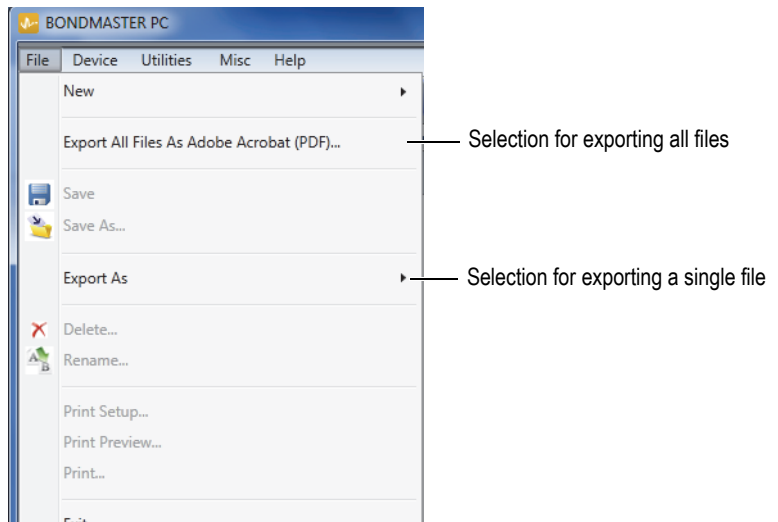 BONDMASTER PC
File Device Utilities Misc Help
New
Export All Files As Adobe Acrobat (PDF)...
Selection for exporting all files
Save
Save As...
Export As
Selection for exporting a single file
Delete...
Rename...
Print Setup...
Print Preview...
Print...